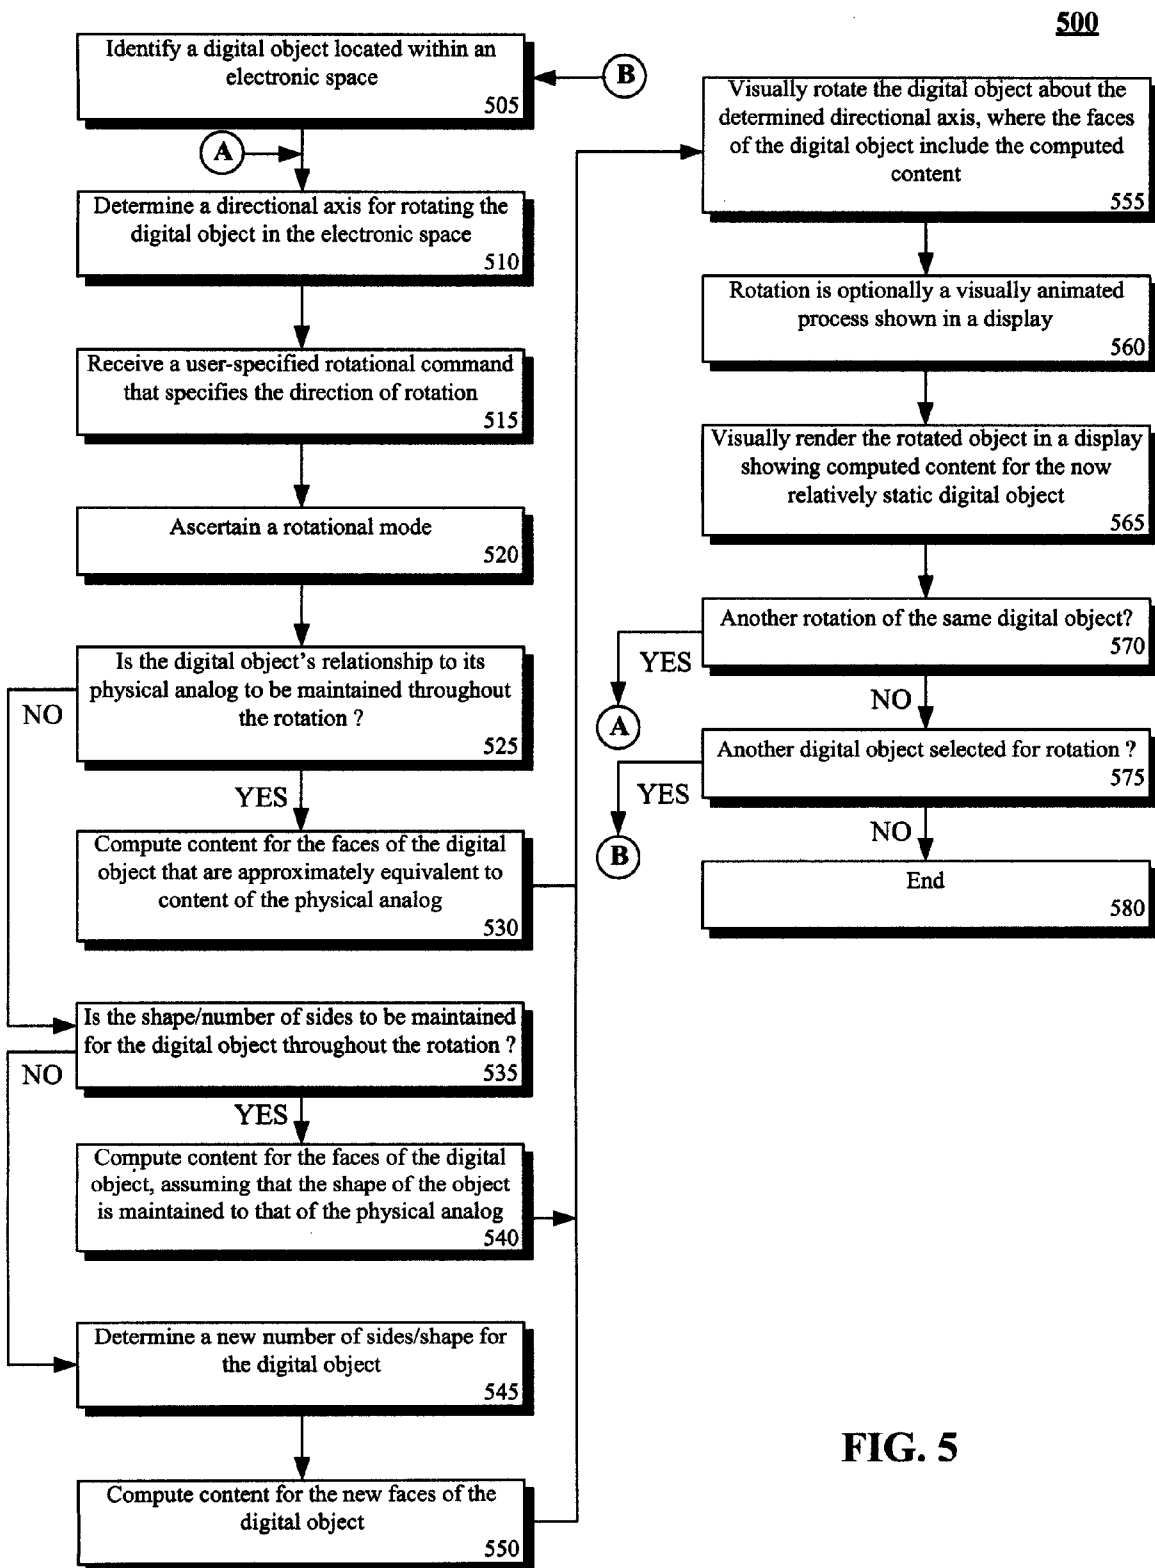 500
Identify a digital object located within an
electronic space
505
B
A
Determine a directional axis for rotating the
digital object in the electronic space
510
Receive a user-specified rotational command
that specifies the direction of rotation
515
Ascertain a rotational mode
520
Is the digital object's relationship to its
physical analog to be maintained throughout
the rotation ?
525
NO
YES
Compute content for the faces of the digital
object that are approximately equivalent to
content of the physical analog
530
Is the shape/number of sides to be maintained
for the digital object throughout the rotation ?
535
NO
YES
Compute content for the faces of the digital
object, assuming that the shape of the object
is maintained to that of the physical analog
540
Determine a new number of sides/shape for
the digital object
545
Compute content for the new faces of the
digital object
550
Visually rotate the digital object about the
determined directional axis, where the faces
of the digital object include the computed
content
555
Rotation is optionally a visually animated
process shown in a display
560
Visually render the rotated object in a display
showing computed content for the now
relatively static digital object
565
Another rotation of the same digital object?
570
YES
NO
A
Another digital object selected for rotation ?
575
YES
NO
B
End
580
FIG. 5